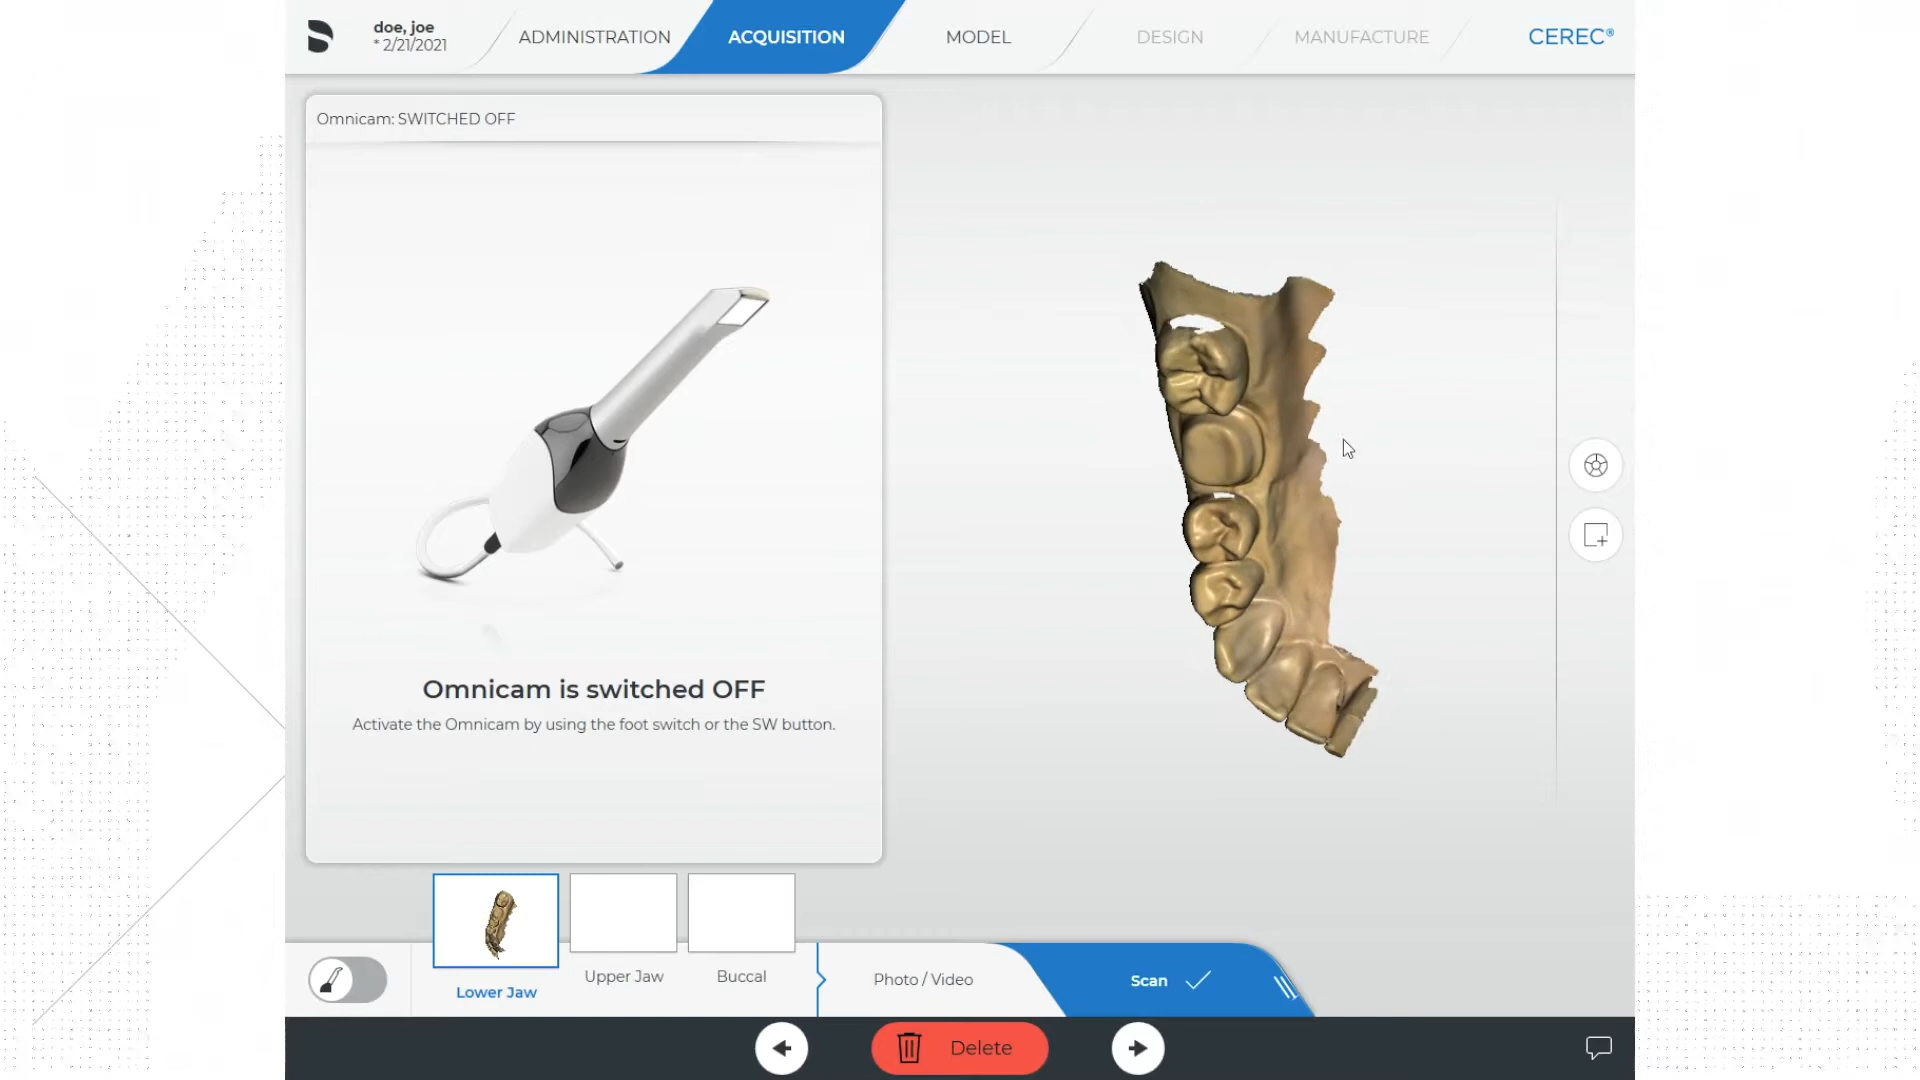 doe, joe
* 2/21/2021
ADMINISTRATION
ACQUISITION
MODEL
DESIGN
MANUFACTURE
CEREC®
Omnicam: SWITCHED OFF
Omnicam is switched OFF
Activate the Omnicam by using the foot switch or the SW button.
Lower Jaw
Upper Jaw
Buccal
Photo / Video
Scan
Delete